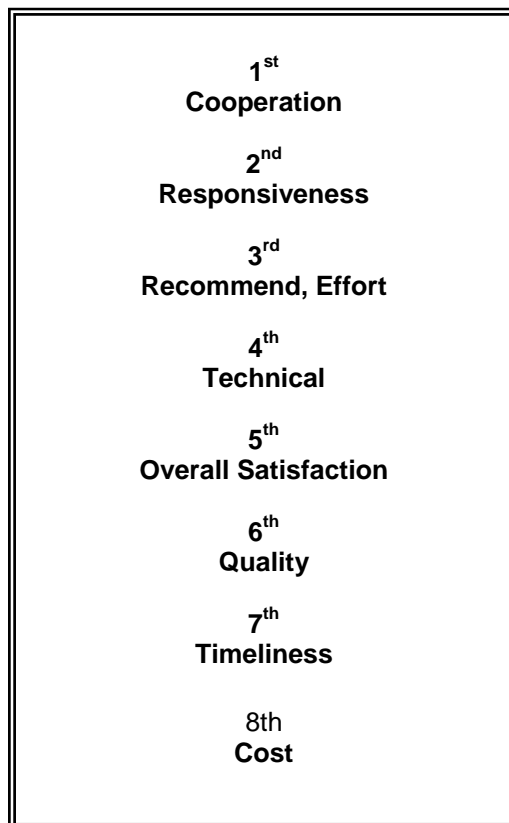 1st
Cooperation
2nd
Responsiveness
3rd
Recommend, Effort
4th
Technical
5th
Overall Satisfaction
6th
Quality
7th
Timeliness
8th
Cost